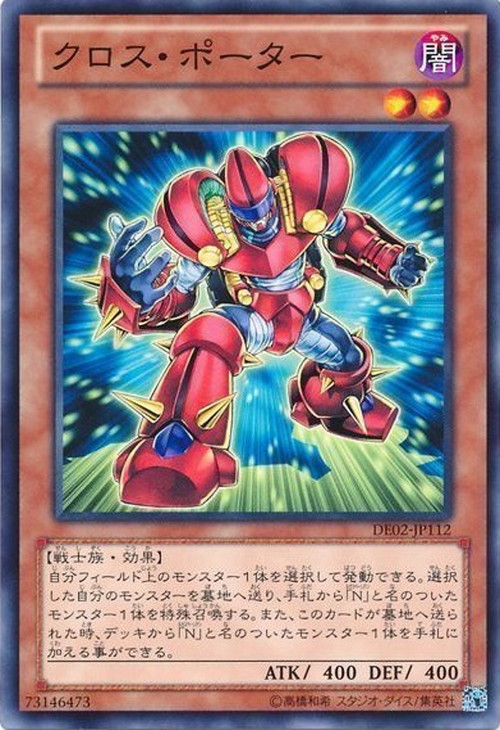 クロス・ポーター
闇
DE02-JP112
【戦士族・効果】
自分フィールド上のモンスター1体を選択して発動できる。選択
した自分のモンスターを墓地へ送り、手札から「N」と名のついた
モンスター1体を特殊召喚する。また、このカードが墓地へ送
られた時、デッキから「N」と名のついたモンスター1体を手札に
加える事ができる。
ATK/ 400 DEF/ 400
73146473
©高橋和希 スタジオ・ダイス/集英社